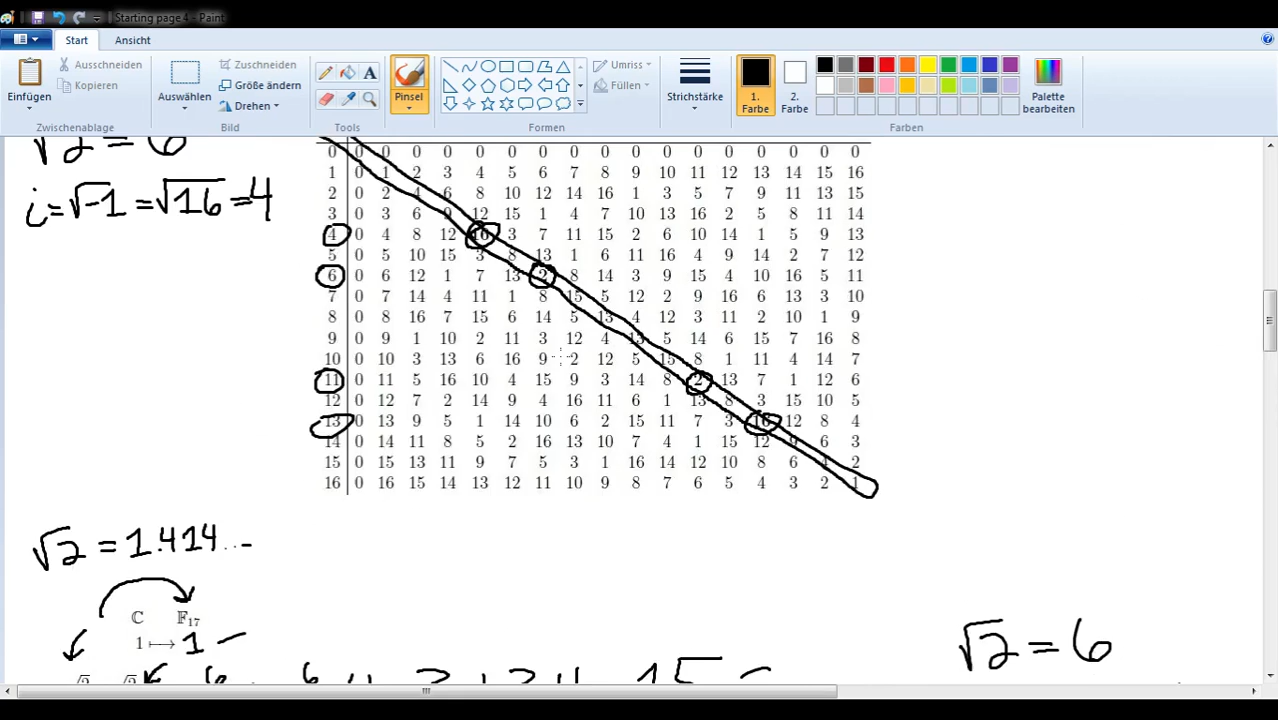 Starting page 4 - Paint
Start Ansicht
Einfügen
Ausschneiden
Kopieren
Zwischenablage
Auswählen
Zuschneiden
Größe ändern
Drehen
Bild
A
Tools
Pinsel
Umriss
Füllen
Formen
Strichstärke
1. Farbe
2. Farbe
Palette bearbeiten
Farben
√2 = 6
i=√-1=√16=4
0 0 0 0 0 0 0 0 0 0 0 0 0 0 0 0 0 0
1 0 1 2 3 4 5 6 7 8 9 10 11 12 13 14 15 16
2 0 2 4 6 8 10 12 14 16 1 3 5 7 9 11 13 15
3 0 3 6 9 12 15 1 4 7 10 13 16 2 5 8 11 14
4 0 4 8 12 16 3 7 11 15 2 6 10 14 1 5 9 13
5 0 5 10 15 3 8 13 1 6 11 16 4 9 14 2 7 12
6 0 6 12 1 7 13 2 8 14 3 9 15 4 10 16 5 11
7 0 7 14 4 11 1 8 15 5 12 2 9 16 6 13 3 10
8 0 8 16 7 15 6 14 5 13 4 12 3 11 2 10 1 9
9 0 9 1 10 2 11 3 12 4 13 5 14 6 15 7 16 8
10 0 10 3 13 6 16 9 2 12 5 15 8 1 11 4 14 7
11 0 11 5 16 10 4 15 9 3 14 8 2 13 7 1 12 6
12 0 12 7 2 14 9 4 16 11 6 1 13 8 3 15 10 5
13 0 13 9 5 1 14 10 6 2 15 11 7 3 16 12 8 4
14 0 14 11 8 5 2 16 13 10 7 4 1 15 12 9 6 3
15 0 15 13 11 9 7 5 3 1 16 14 12 10 8 6 4 2
16 0 16 15 14 13 12 11 10 9 8 7 6 5 4 3 2 1
√2 = 1.414...
ℂ 𝔽17
1 ⟼ 1
√2 = 6